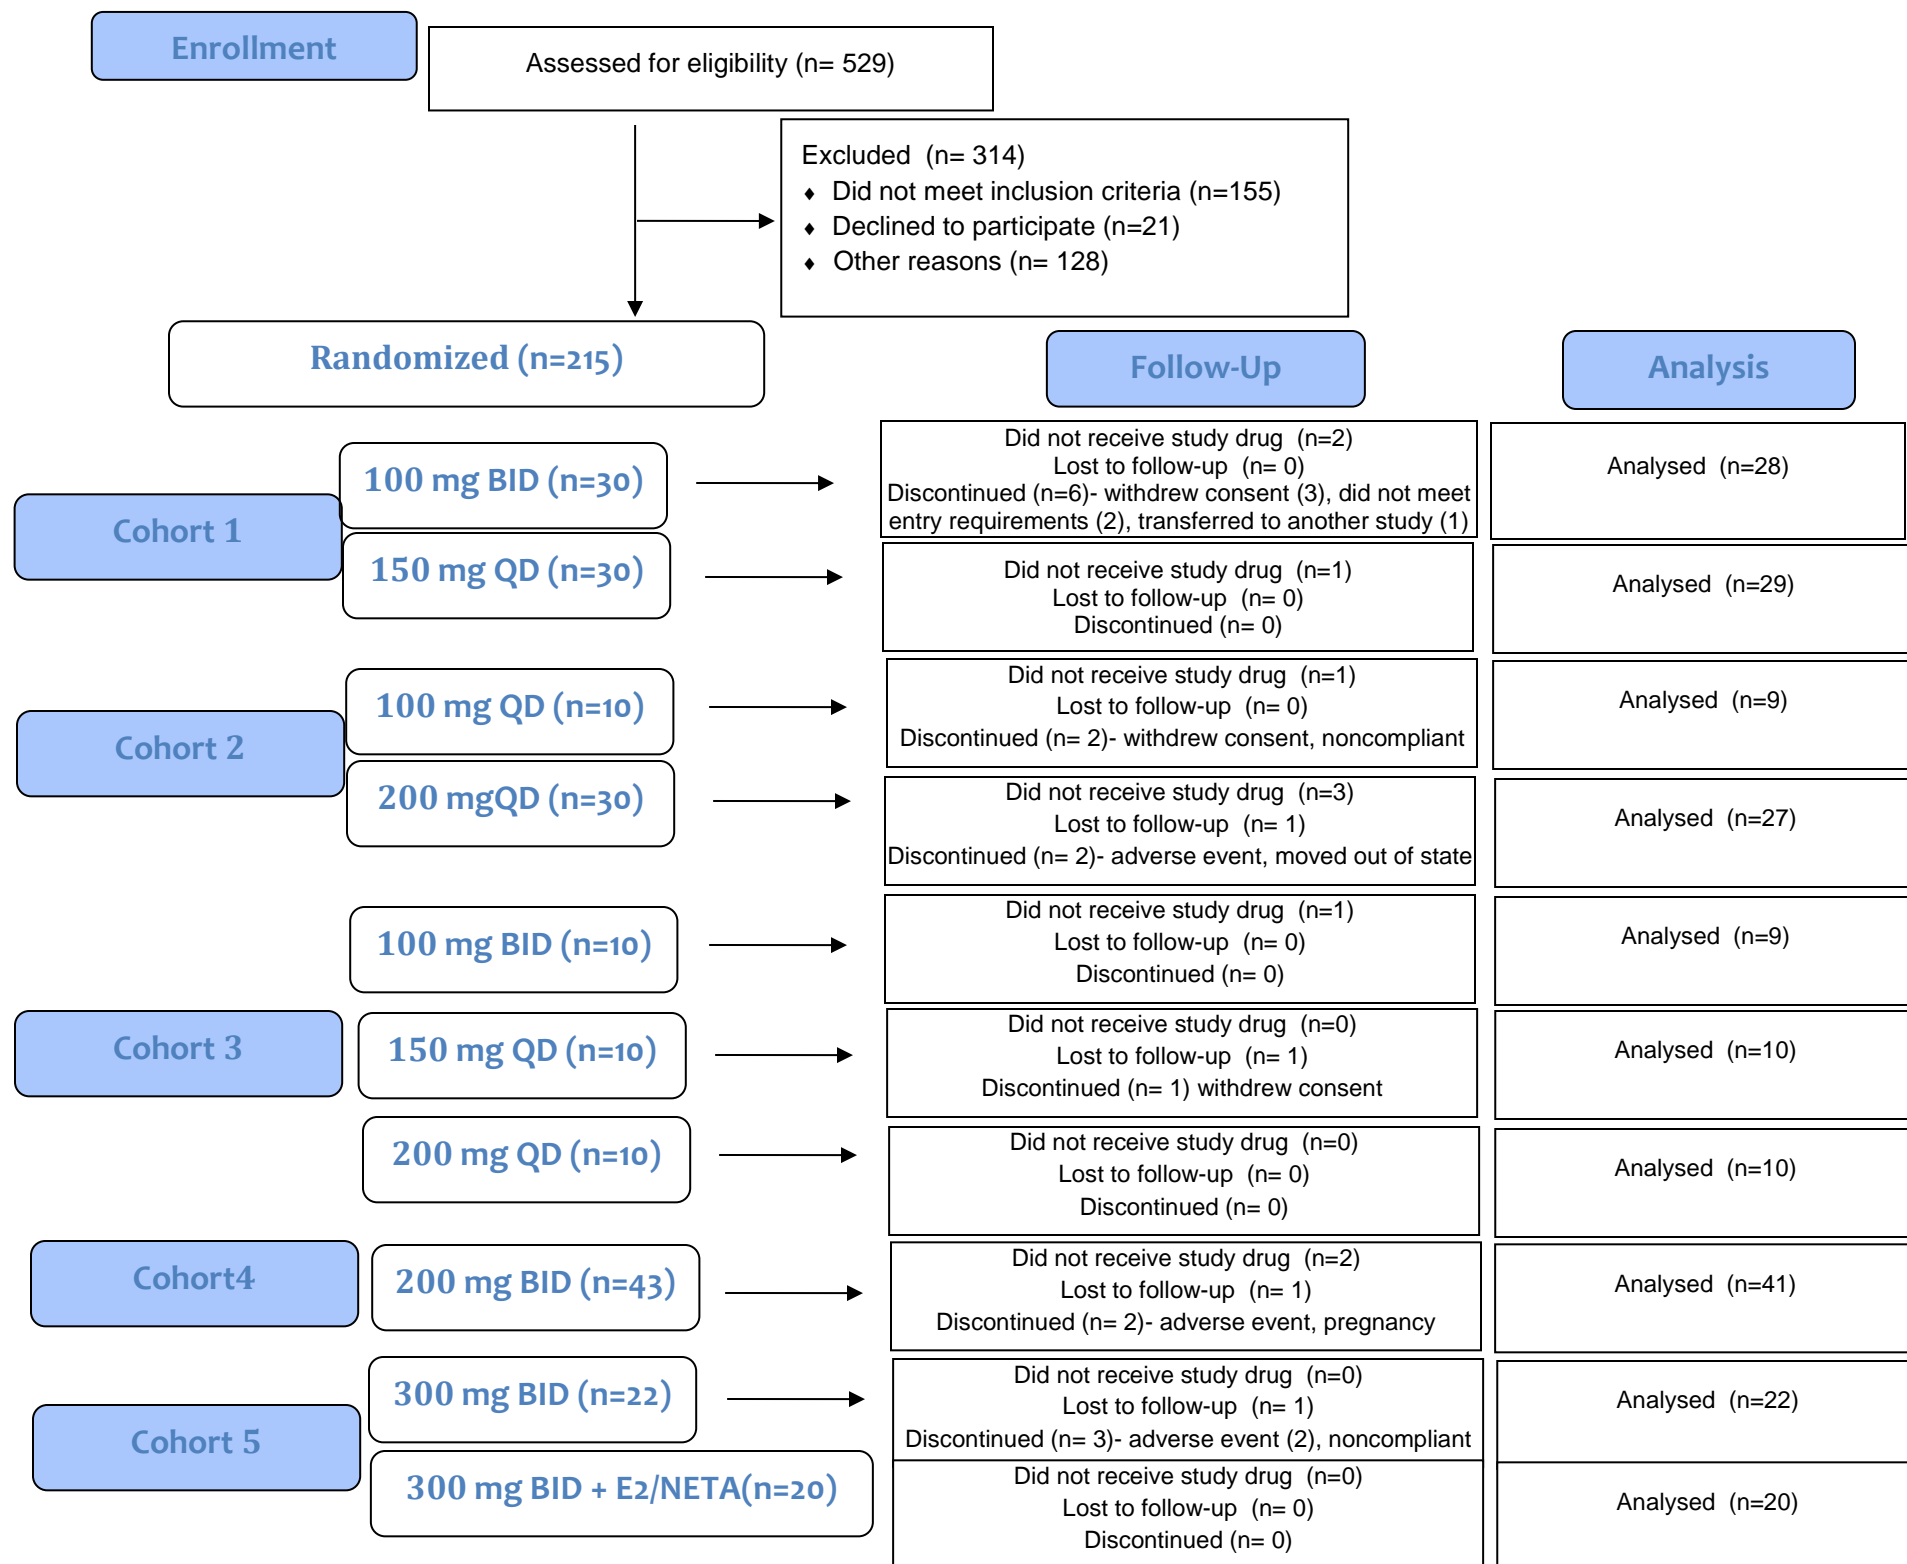 Enrollment
Assessed for eligibility (n= 529)
Excluded (n= 314)
♦ Did not meet inclusion criteria (n=155)
♦ Declined to participate (n=21)
♦ Other reasons (n= 128)
Randomized (n=215)
Follow-Up
Analysis
Cohort 1
100 mg BID (n=30)
Did not receive study drug (n=2)
Lost to follow-up (n= 0)
Discontinued (n=6)- withdrew consent (3), did not meet
entry requirements (2), transferred to another study (1)
Analysed (n=28)
150 mg QD (n=30)
Did not receive study drug (n=1)
Lost to follow-up (n= 0)
Discontinued (n= 0)
Analysed (n=29)
Cohort 2
100 mg QD (n=10)
Did not receive study drug (n=1)
Lost to follow-up (n= 0)
Discontinued (n= 2)- withdrew consent, noncompliant
Analysed (n=9)
200 mgQD (n=30)
Did not receive study drug (n=3)
Lost to follow-up (n= 1)
Discontinued (n= 2)- adverse event, moved out of state
Analysed (n=27)
Cohort 3
100 mg BID (n=10)
Did not receive study drug (n=1)
Lost to follow-up (n= 0)
Discontinued (n= 0)
Analysed (n=9)
150 mg QD (n=10)
Did not receive study drug (n=0)
Lost to follow-up (n= 1)
Discontinued (n= 1) withdrew consent
Analysed (n=10)
200 mg QD (n=10)
Did not receive study drug (n=0)
Lost to follow-up (n= 0)
Discontinued (n= 0)
Analysed (n=10)
Cohort4
200 mg BID (n=43)
Did not receive study drug (n=2)
Lost to follow-up (n= 1)
Discontinued (n= 2)- adverse event, pregnancy
Analysed (n=41)
Cohort 5
300 mg BID (n=22)
Did not receive study drug (n=0)
Lost to follow-up (n= 1)
Discontinued (n= 3)- adverse event (2), noncompliant
Analysed (n=22)
300 mg BID + E2/NETA(n=20)
Did not receive study drug (n=0)
Lost to follow-up (n= 0)
Discontinued (n= 0)
Analysed (n=20)